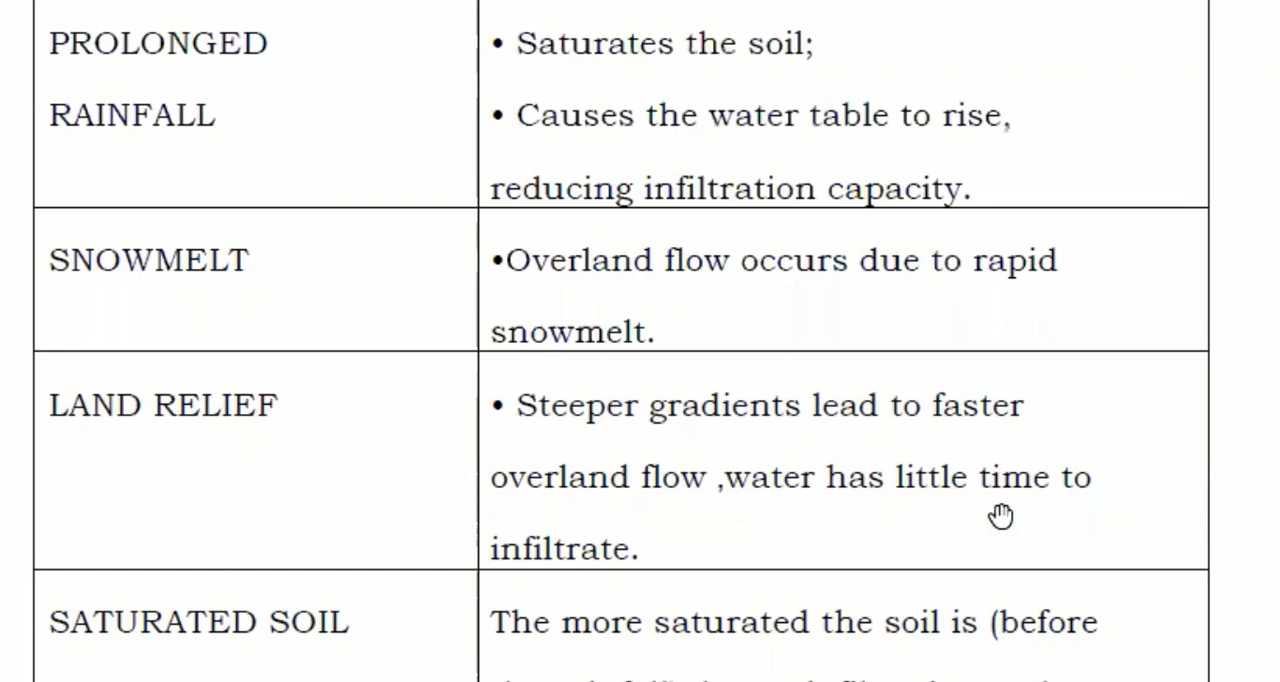 PROLONGED
RAINFALL
• Saturates the soil;
• Causes the water table to rise,
reducing infiltration capacity.
SNOWMELT
•Overland flow occurs due to rapid
snowmelt.
LAND RELIEF
• Steeper gradients lead to faster
overland flow ,water has little time to
infiltrate.
SATURATED SOIL
The more saturated the soil is (before